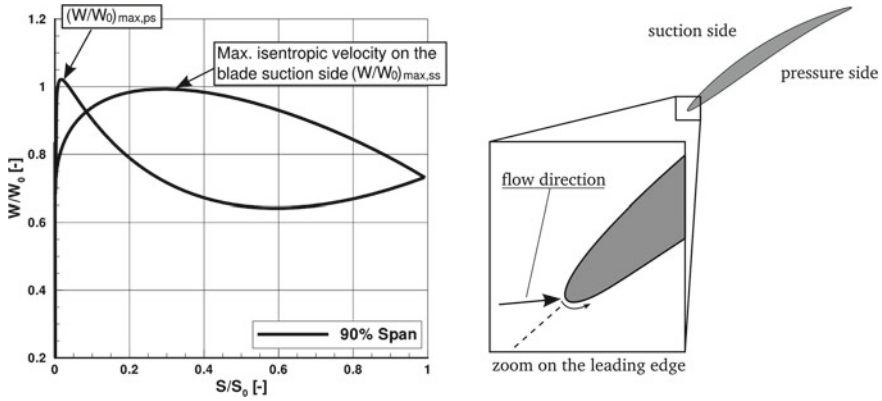 (W/W0)max,ps
Max. isentropic velocity on the
blade suction side (W/W0)max,ss
1.2
1
0.8
0.6
0.4
0.2
W/W0 [-]
0
0.2
0.4
0.6
0.8
1
S/S0 [-]
90% Span
suction side
pressure side
flow direction
zoom on the leading edge